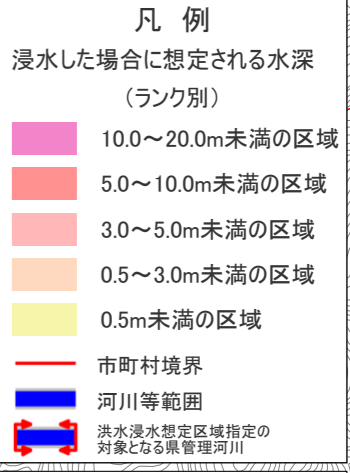 凡 例
浸水した場合に想定される水深
（ランク別）
10.0～20.0m未満の区域
5.0～10.0m未満の区域
3.0～5.0m未満の区域
0.5～3.0m未満の区域
0.5m未満の区域
市町村境界
河川等範囲
洪水浸水想定区域指定の
対象となる県管理河川